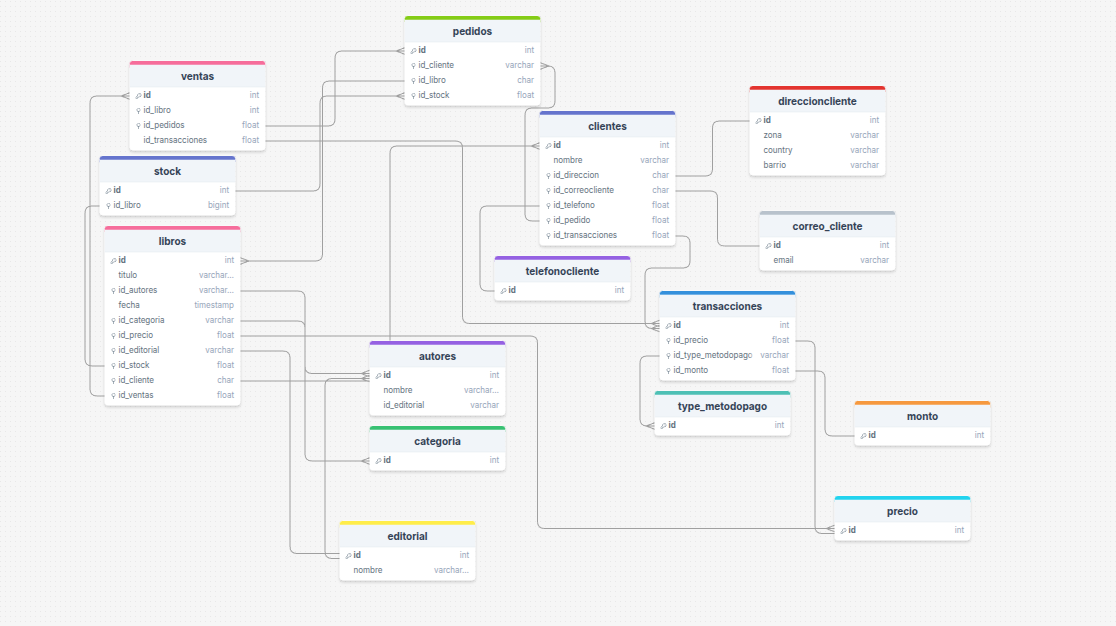 pedidos
id int
id_cliente varchar
id_libro char
id_stock float
ventas
id int
id_libro int
id_pedidos float
id_transacciones float
direccioncliente
id int
zona varchar
country varchar
barrio varchar
clientes
id int
nombre varchar
id_direccion char
id_correocliente char
id_telefono float
id_pedido float
id_transacciones float
stock
id int
id_libro bigint
correo_cliente
id int
email varchar
libros
id int
titulo varchar...
id_autores varchar...
fecha timestamp
id_categoria varchar
id_precio float
id_editorial varchar
id_stock float
id_cliente char
id_ventas float
telefonocliente
id int
transacciones
id int
id_precio float
id_type_metodopago varchar
id_monto float
autores
id int
nombre varchar...
id_editorial varchar
type_metodopago
id int
monto
id int
categoria
id int
precio
id int
editorial
id int
nombre varchar...